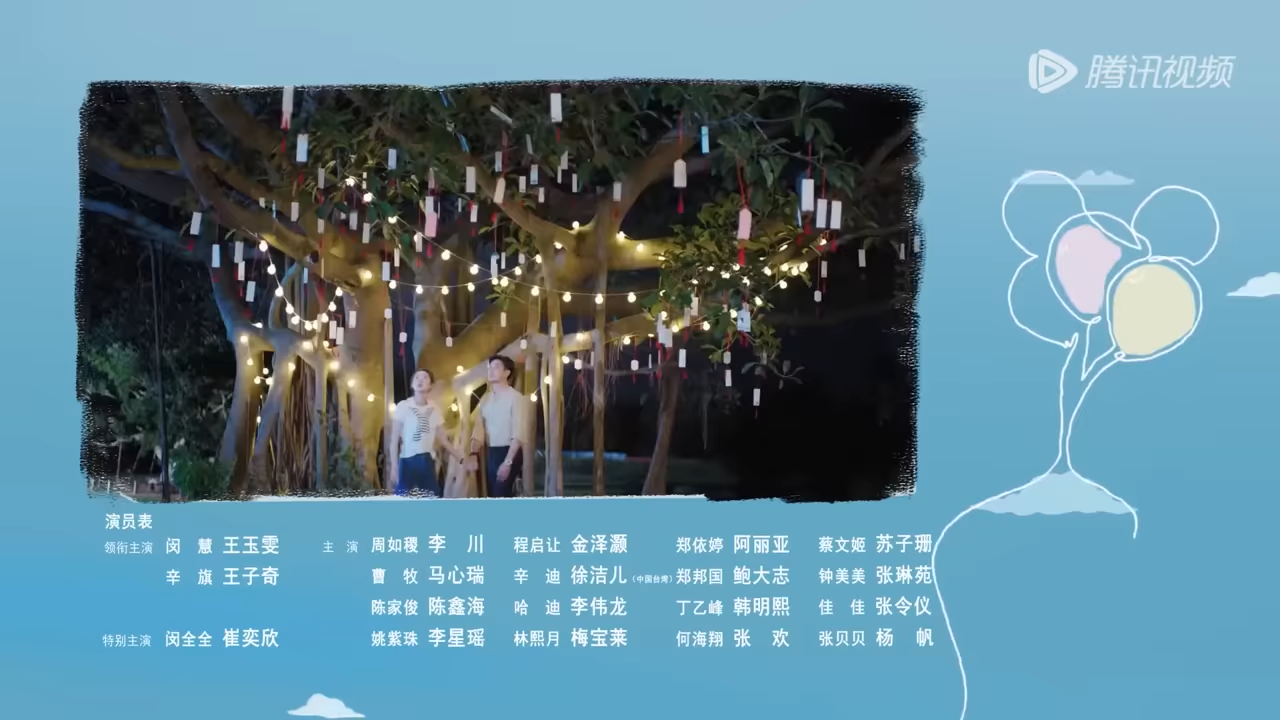 腾讯视频
演员表
领衔主演 闵 慧 王玉雯 主 演 周如稷 李 川 程启让 金泽灏 郑依婷 阿丽亚 蔡文姬 苏子珊
辛 旗 王子奇 曹 牧 马心瑞 辛 迪 徐洁儿（中国台湾） 郑邦国 鲍大志 钟美美 张琳苑
陈家俊 陈鑫海 哈 迪 李伟龙 丁乙峰 韩明熙 佳 佳 张令仪
特别主演 闵全全 崔奕欣 姚紫珠 李星瑶 林熙月 梅宝莱 何海翔 张 欢 张贝贝 杨 帆